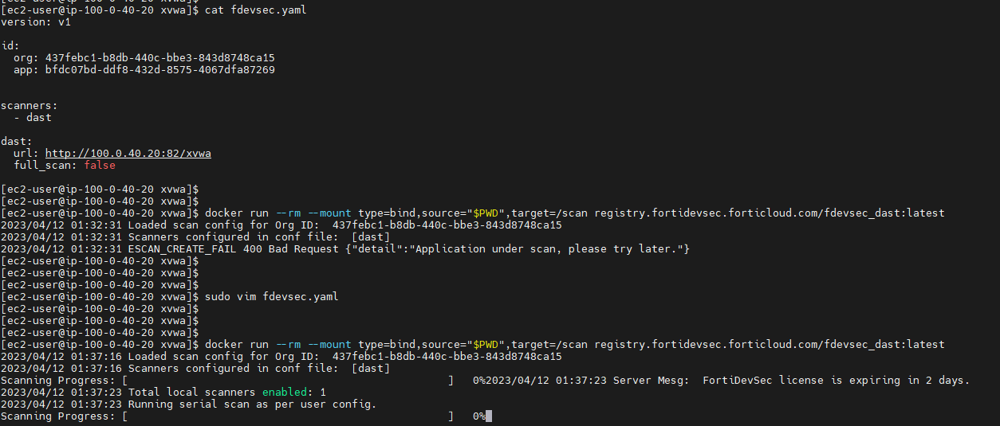 [ec2-user@ip-100-0-40-20 xvwa]$ cat fdevsec.yaml
version: v1
id:
  org: 437febc1-b8db-440c-bbe3-843d8748ca15
  app: bfdc07bd-ddf8-432d-8575-4067dfa87269
scanners:
  - dast
dast:
  url: http://100.0.40.20:82/xvwa
  full_scan: false
[ec2-user@ip-100-0-40-20 xvwa]$
[ec2-user@ip-100-0-40-20 xvwa]$
[ec2-user@ip-100-0-40-20 xvwa]$ docker run --rm --mount type=bind,source="$PWD",target=/scan registry.fortidevsec.forticloud.com/fdevsec_dast:latest
2023/04/12 01:32:31 Loaded scan config for Org ID:  437febc1-b8db-440c-bbe3-843d8748ca15
2023/04/12 01:32:31 Scanners configured in conf file:  [dast]
2023/04/12 01:32:31 ESCAN_CREATE_FAIL 400 Bad Request {"detail":"Application under scan, please try later."}
[ec2-user@ip-100-0-40-20 xvwa]$
[ec2-user@ip-100-0-40-20 xvwa]$
[ec2-user@ip-100-0-40-20 xvwa]$
[ec2-user@ip-100-0-40-20 xvwa]$ sudo vim fdevsec.yaml
[ec2-user@ip-100-0-40-20 xvwa]$
[ec2-user@ip-100-0-40-20 xvwa]$
[ec2-user@ip-100-0-40-20 xvwa]$
[ec2-user@ip-100-0-40-20 xvwa]$ docker run --rm --mount type=bind,source="$PWD",target=/scan registry.fortidevsec.forticloud.com/fdevsec_dast:latest
2023/04/12 01:37:16 Loaded scan config for Org ID:  437febc1-b8db-440c-bbe3-843d8748ca15
2023/04/12 01:37:16 Scanners configured in conf file:  [dast]
Scanning Progress: [                                                  ]   0%2023/04/12 01:37:23 Server Mesg:  FortiDevSec license is expiring in 2 days.
2023/04/12 01:37:23 Total local scanners enabled: 1
2023/04/12 01:37:23 Running serial scan as per user config.
Scanning Progress: [                                                  ]   0%